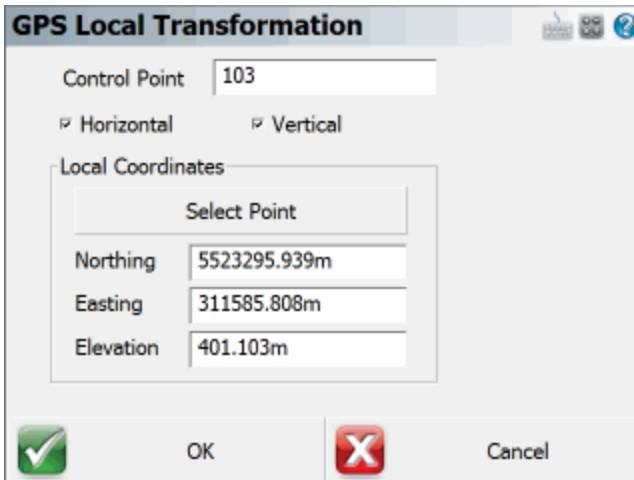 GPS Local Transformation
Control Point 103
Horizontal Vertical
Local Coordinates
Select Point
Northing 5523295.939m
Easting 311585.808m
Elevation 401.103m
OK Cancel